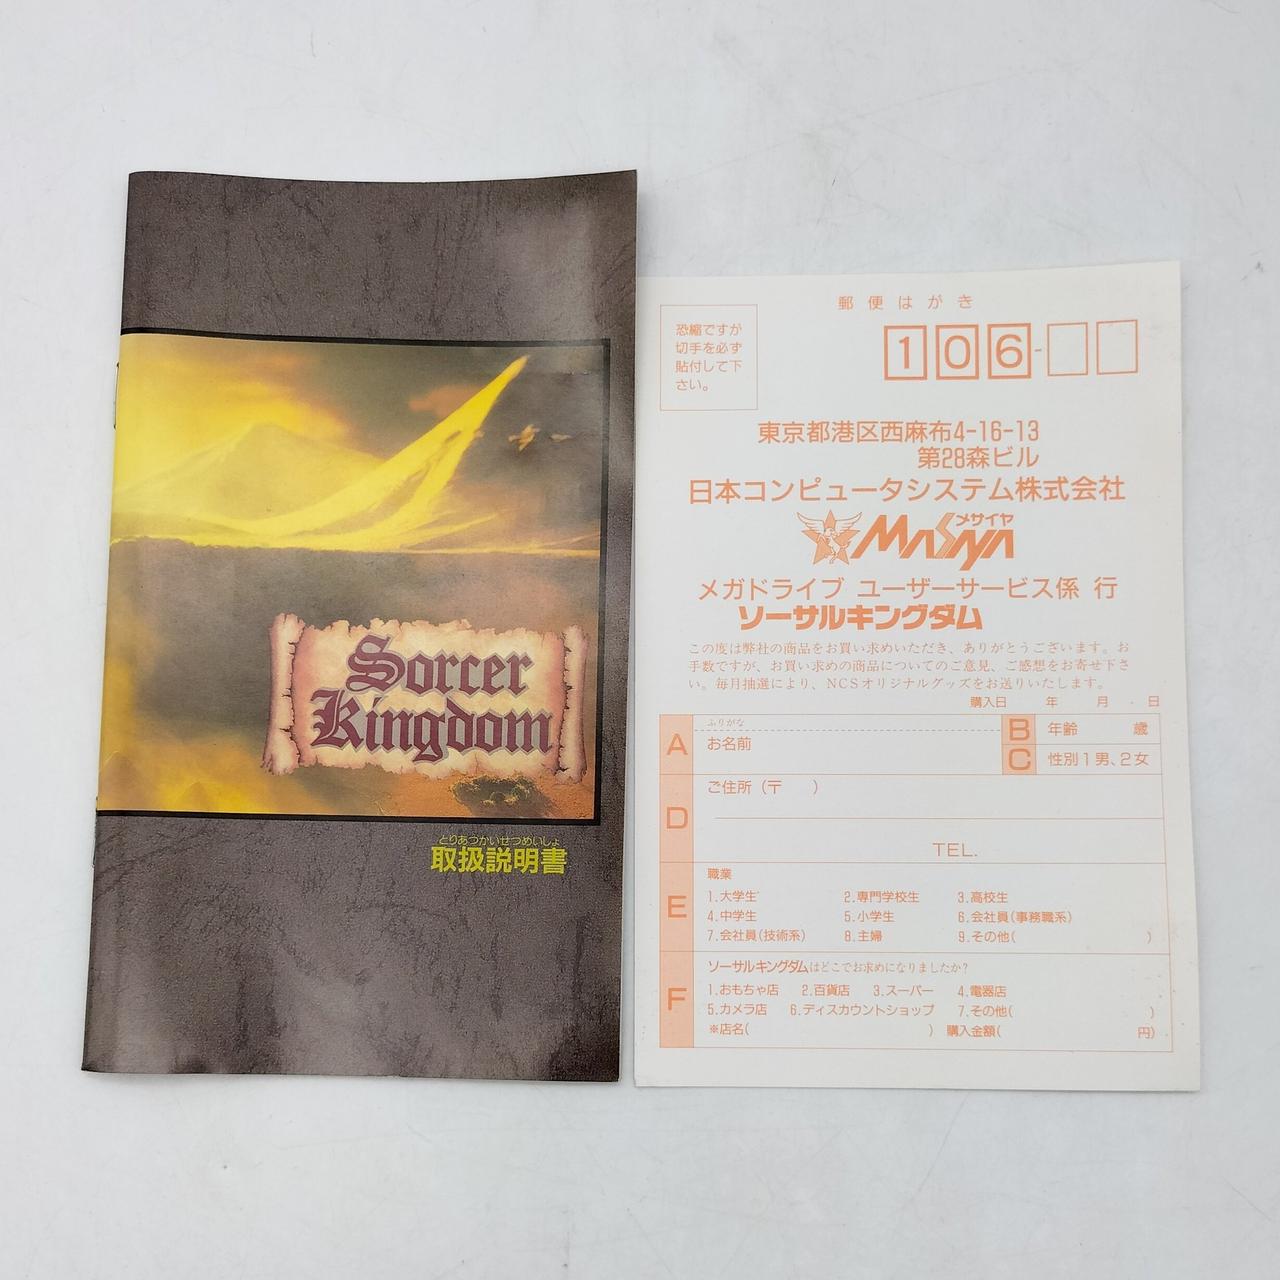 Sorcer
Kingdom
とりあつかいせつめいしょ
取扱説明書
郵便はがき
恐縮ですが
切手を必ず
貼付して下
さい。
106-
東京都港区西麻布4-16-13
第28森ビル
日本コンピュータシステム株式会社
メサイヤ
MASAYA
メガドライブ ユーザーサービス係 行
ソーサルキングダム
この度は弊社の商品をお買い求めいただき、ありがとうございます。お
手数ですが、お買い求めの商品についてのご意見、ご感想をお寄せ下さ
い。毎月抽選により、NCSオリジナルグッズをお送りいたします。
購入日 年 月 日
A ふりがな
お名前
B 年齢 歳
C 性別1男、2女
D ご住所(〒 )
TEL.
E 職業
1.大学生 2.専門学校生 3.高校生
4.中学生 5.小学生 6.会社員(事務職系)
7.会社員(技術系) 8.主婦 9.その他( )
F ソーサルキングダムはどこでお求めになりましたか?
1.おもちゃ店 2.百貨店 3.スーパー 4.電器店
5.カメラ店 6.ディスカウントショップ 7.その他( )
※店名( ) 購入金額( 円)